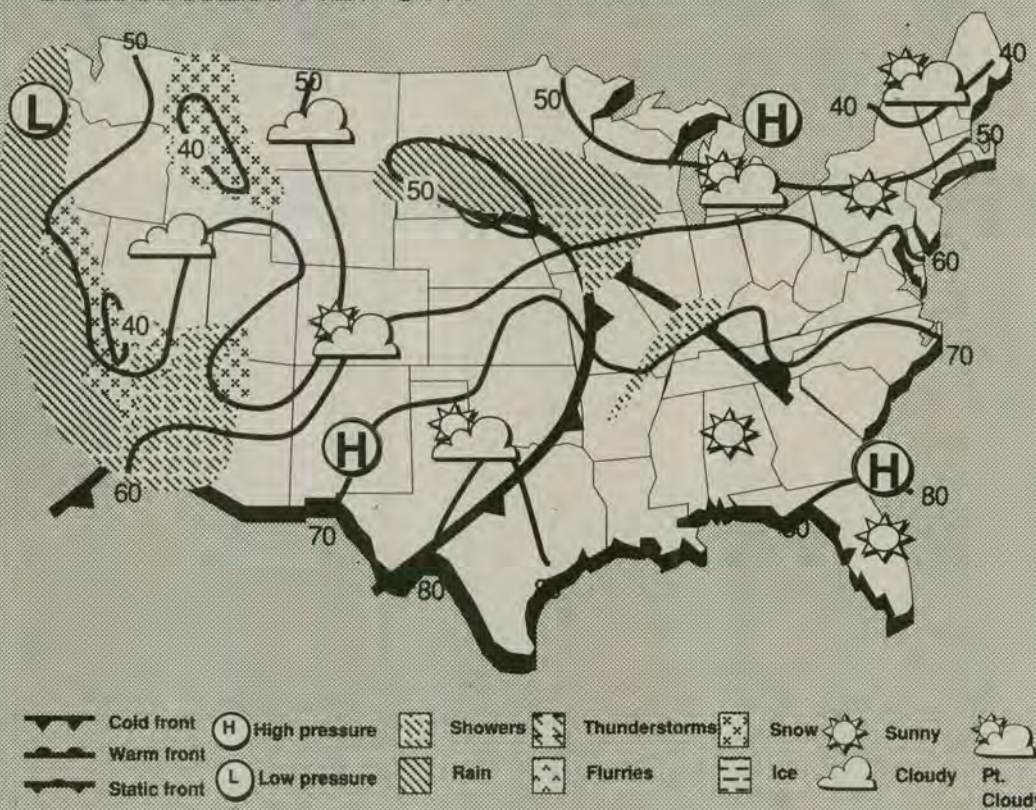 50
50
40
L
50
40
40
H
50
40
50
60
40
70
H
H
80
60
70
80
Cold front
H High pressure
Showers
Thunderstorms
Snow
Sunny
Warm front
Static front
L Low pressure
Rain
Flurries
Ice
Cloudy
Pt.